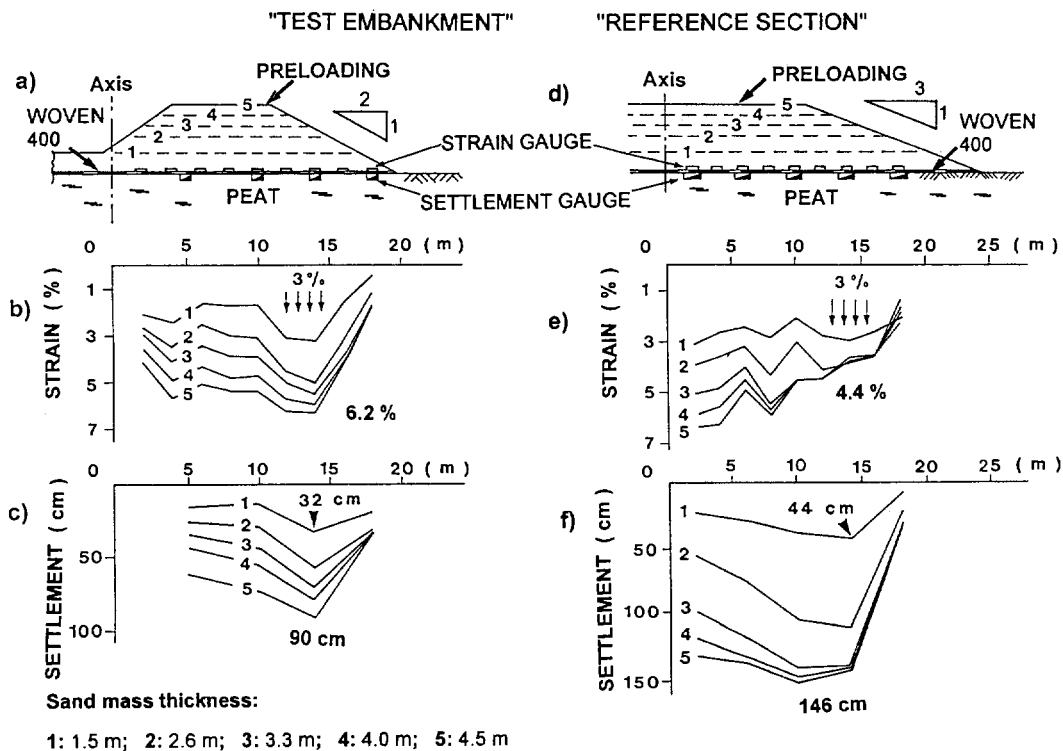 "TEST EMBANKMENT" "REFERENCE SECTION"
a)
Axis
PRELOADING
WOVEN
400
5
4
3
2
1
2
1
STRAIN GAUGE
SETTLEMENT GAUGE
PEAT
d)
Axis
PRELOADING
5
4
3
2
1
3
1
WOVEN
400
PEAT
b)
0 5 10 15 20 (m)
STRAIN (%)
1
3
5
7
3 %
1
2
3
4
5
6.2 %
e)
0 5 10 15 20 25 (m)
STRAIN (%)
1
3
5
7
3%
1
2
3
4
5
4.4 %
c)
0 5 10 15 20 (m)
SETTLEMENT (cm)
50
100
32 cm
1
2
3
4
5
90 cm
f)
0 5 10 15 20 25 (m)
SETTLEMENT (cm)
50
100
150
44 cm
1
2
3
4
5
146 cm
Sand mass thickness:
1: 1.5 m; 2: 2.6 m; 3: 3.3 m; 4: 4.0 m; 5: 4.5 m